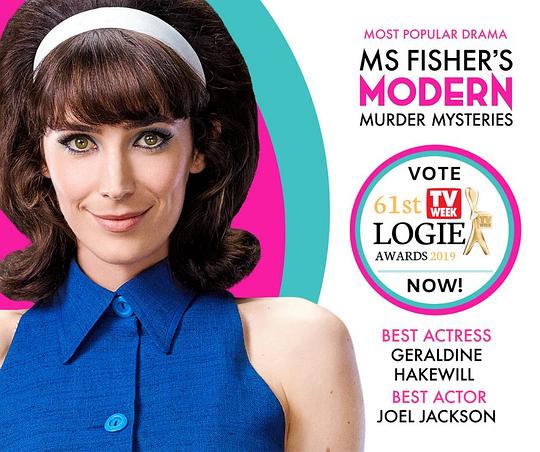 MOST POPULAR DRAMA
MS FISHER'S
MODERN
MURDER MYSTERIES
VOTE
61st TV WEEK
LOGIE
AWARDS 2019
NOW!
BEST ACTRESS
GERALDINE
HAKEWILL
BEST ACTOR
JOEL JACKSON